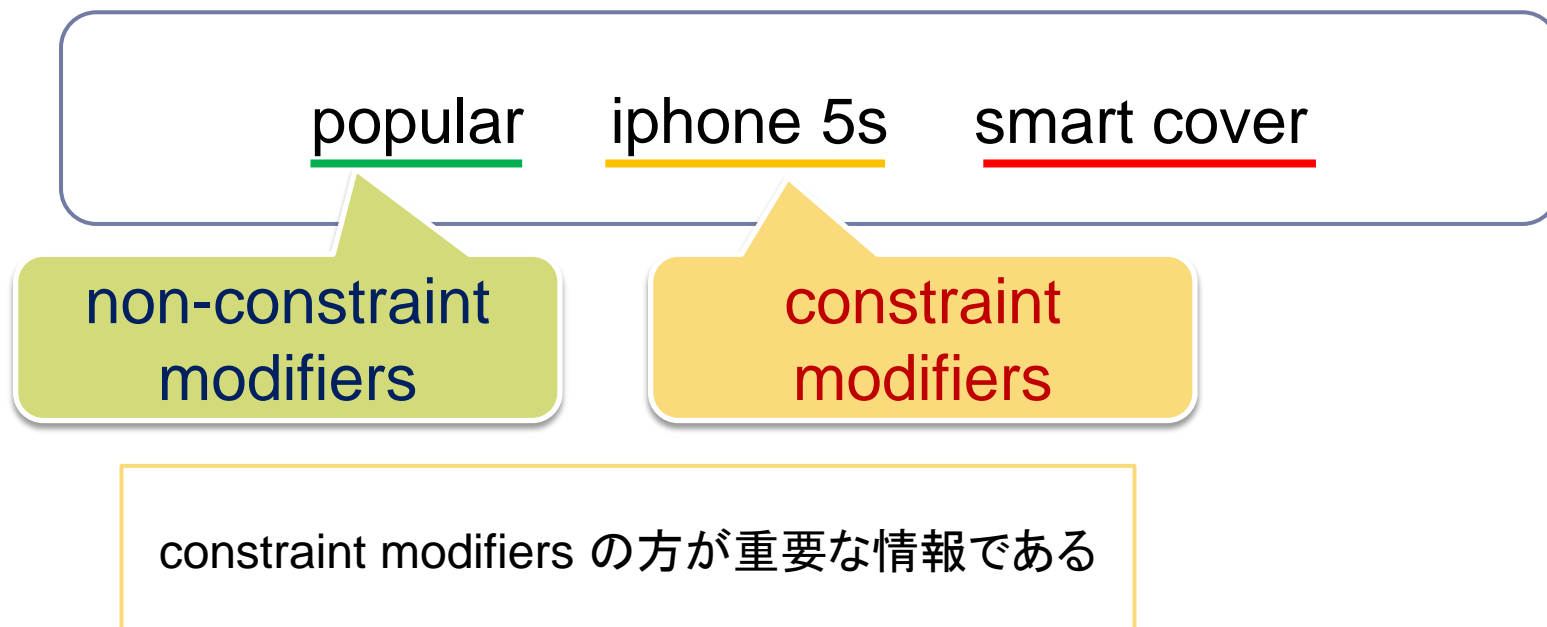 popular iphone 5s smart cover
non-constraint
modifiers
constraint
modifiers
constraint modifiers の方が重要な情報である